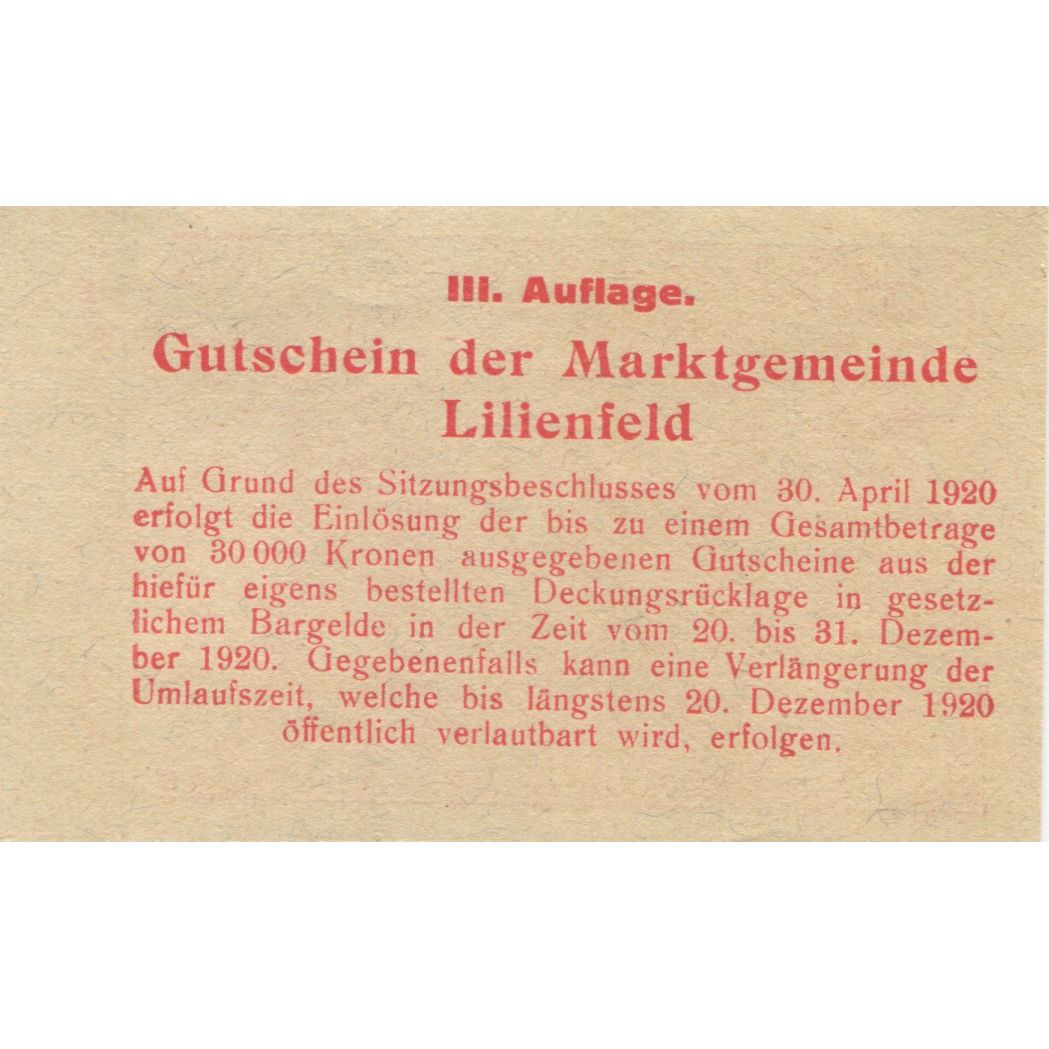 III. Auflage.
Gutschein der Marktgemeinde
Lilienfeld
Auf Grund des Sitzungsbeschlusses vom 30. April 1920
erfolgt die Einlösung der bis zu einem Gesamtbetrage
von 30 000 Kronen ausgegebenen Gutscheine aus der
hiefür eigens bestellten Deckungsrücklage in gesetz-
lichem Bargelde in der Zeit vom 20. bis 31. Dezem-
ber 1920. Gegebenenfalls kann eine Verlängerung der
Umlaufszeit, welche bis längstens 20. Dezember 1920
öffentlich verlautbart wird, erfolgen.